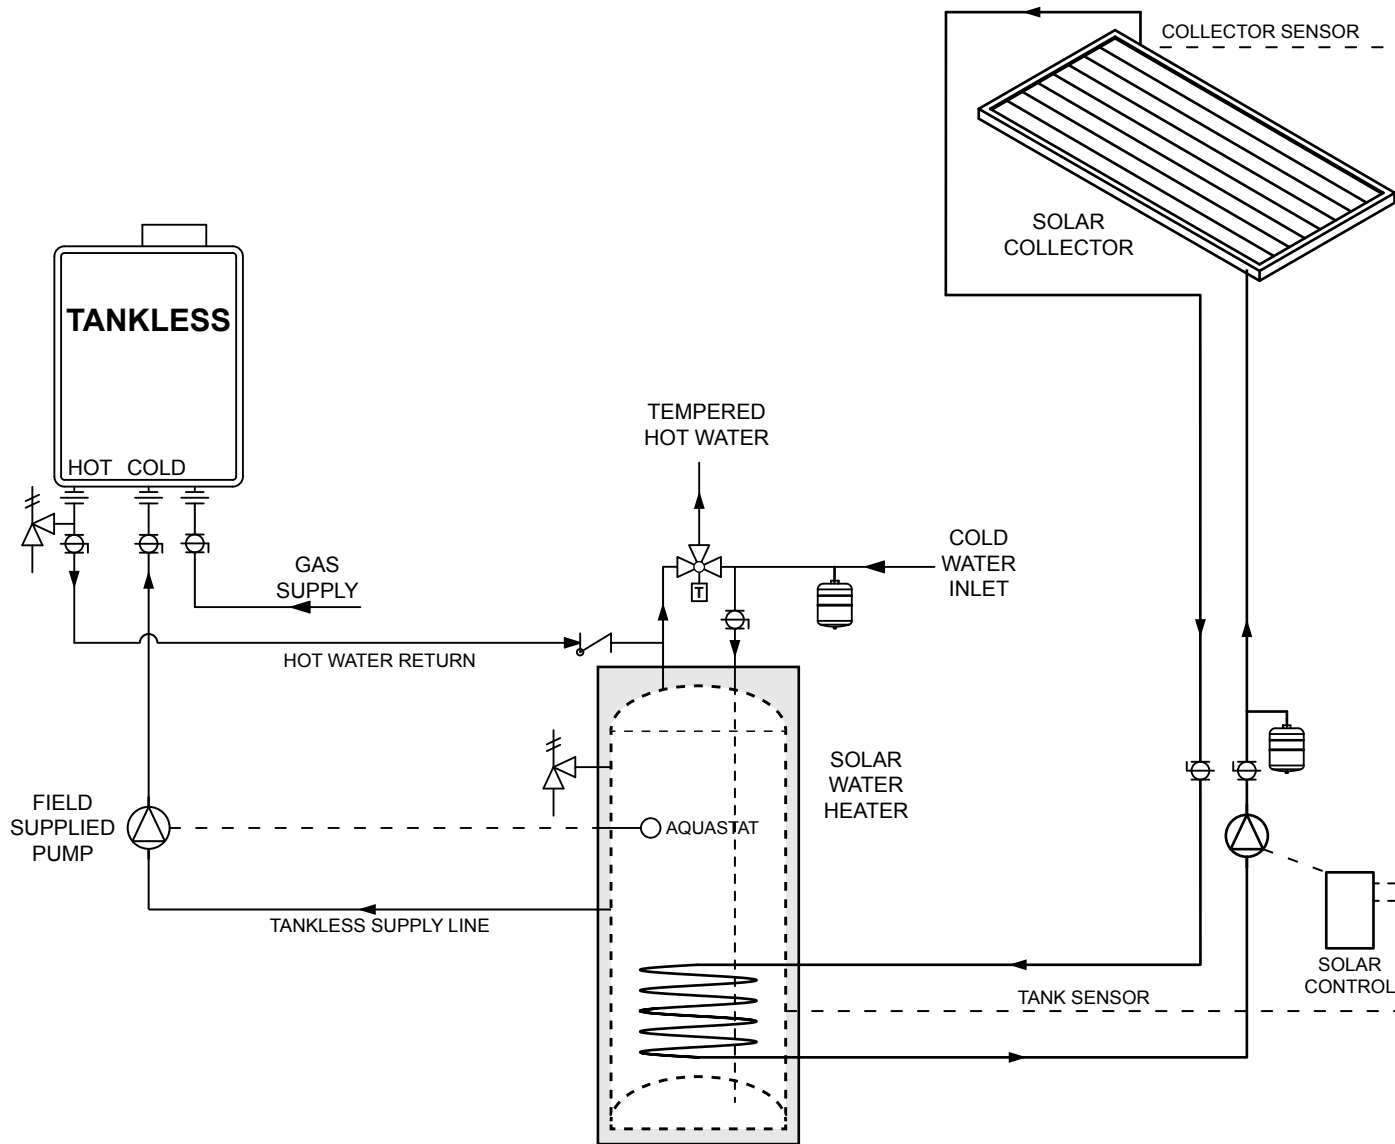 COLLECTOR SENSOR
SOLAR
COLLECTOR
TANKLESS
HOT COLD
TEMPERED
HOT WATER
COLD
WATER
INLET
GAS
SUPPLY
T
HOT WATER RETURN
SOLAR
WATER
HEATER
FIELD
SUPPLIED
PUMP
AQUASTAT
TANKLESS SUPPLY LINE
SOLAR
CONTROL
TANK SENSOR